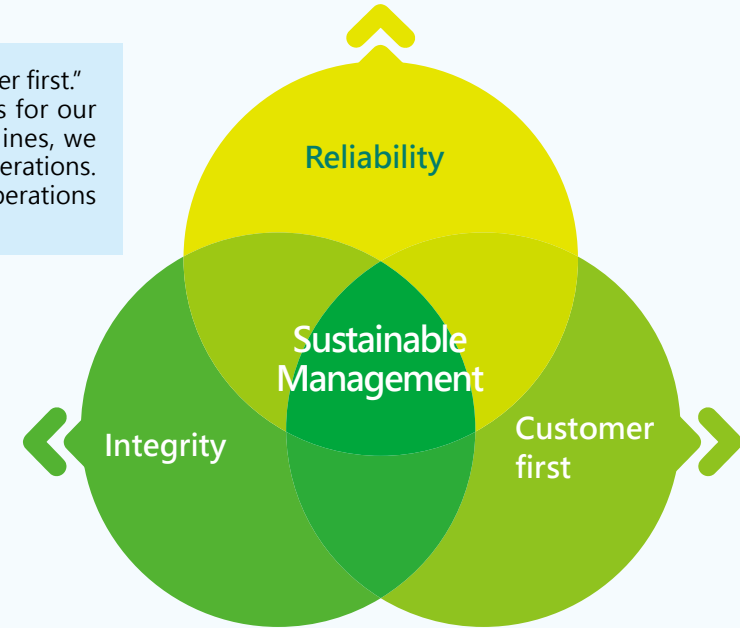 er first.”
s for our
ines, we
erations.
perations
Reliability
Sustainable
Management
Integrity
Customer
first